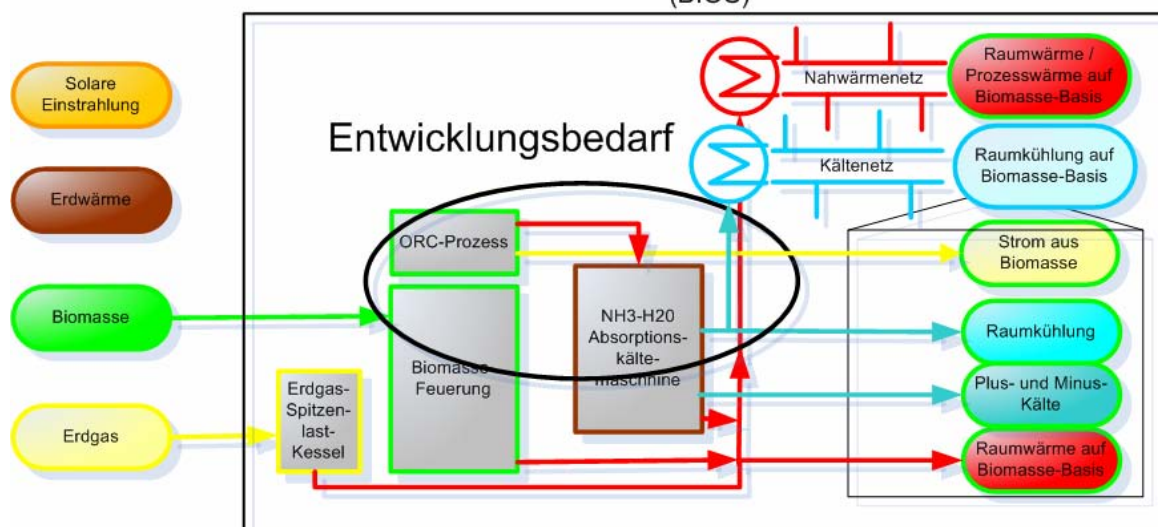 (BIOS)
Solare
Einstrahlung
Erdwärme
Biomasse
Erdgas
Entwicklungsbedarf
ORC-Prozess
Biomasse
Feuerung
Erdgas-
Spitzen-
last-
Kessel
NH3-H20
Absorptions-
kälte-
maschnine
Nahwärmenetz
Kältenetz
Raumwärme /
Prozesswärme auf
Biomasse-Basis
Raumkühlung auf
Biomasse-Basis
Strom aus
Biomasse
Raumkühlung
Plus- und Minus-
Kälte
Raumwärme auf
Biomasse-Basis